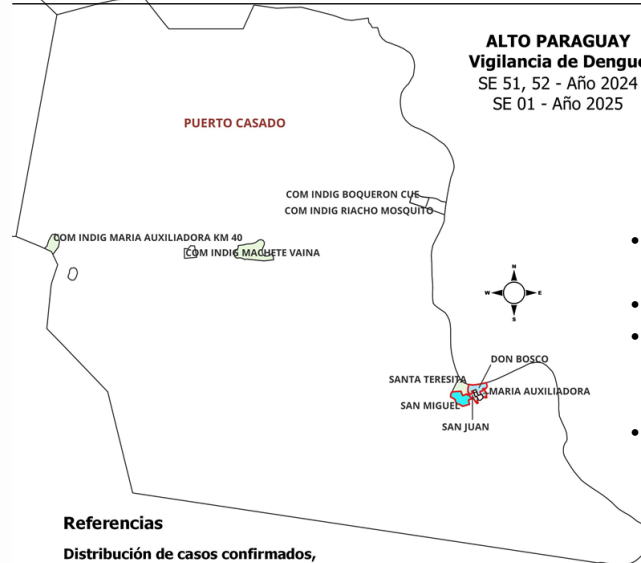 ALTO PARAGUAY
Vigilancia de Dengue
SE 51, 52 - Año 2024
SE 01 - Año 2025
PUERTO CASADO
COM INDIG BOQUERON CUE
COM INDIG RIACHO MOSQUITO
COM INDIG MARIA AUXILIADORA KM 40
COM INDIG MACHETE VAINA
N
W E
S
DON BOSCO
SANTA TERESITA
MARIA AUXILIADORA
SAN MIGUEL
SAN JUAN
Referencias
Distribución de casos confirmados,